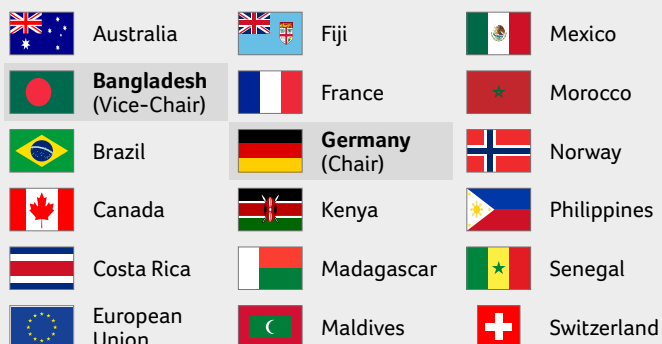 Australia
Bangladesh
(Vice-Chair)
Brazil
Canada
Costa Rica
European
Union
Fiji
France
Germany
(Chair)
Kenya
Madagascar
Maldives
Mexico
Morocco
Norway
Philippines
Senegal
Switzerland